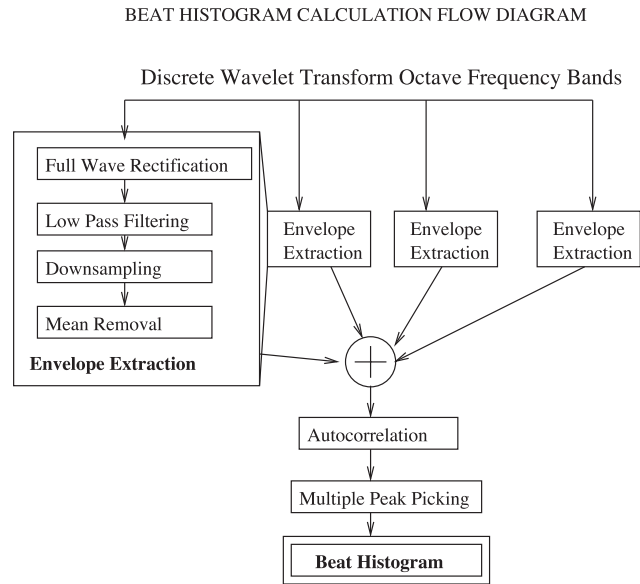 BEAT HISTOGRAM CALCULATION FLOW DIAGRAM
Discrete Wavelet Transform Octave Frequency Bands
Full Wave Rectification
Low Pass Filtering
Downsampling
Mean Removal
Envelope Extraction
Envelope
Extraction
Envelope
Extraction
Envelope
Extraction
Autocorrelation
Multiple Peak Picking
Beat Histogram